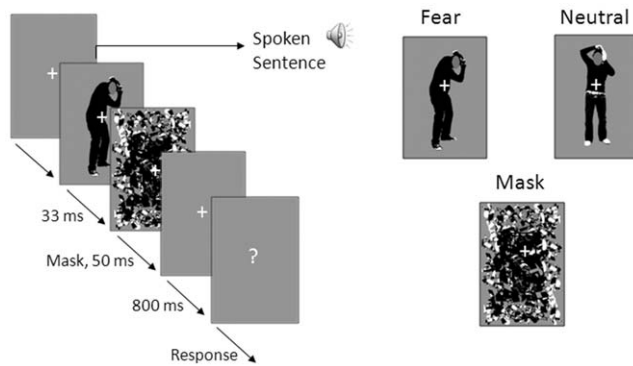 Spoken
Sentence
33 ms
Mask, 50 ms
800 ms
?
Response
Fear
Neutral
Mask